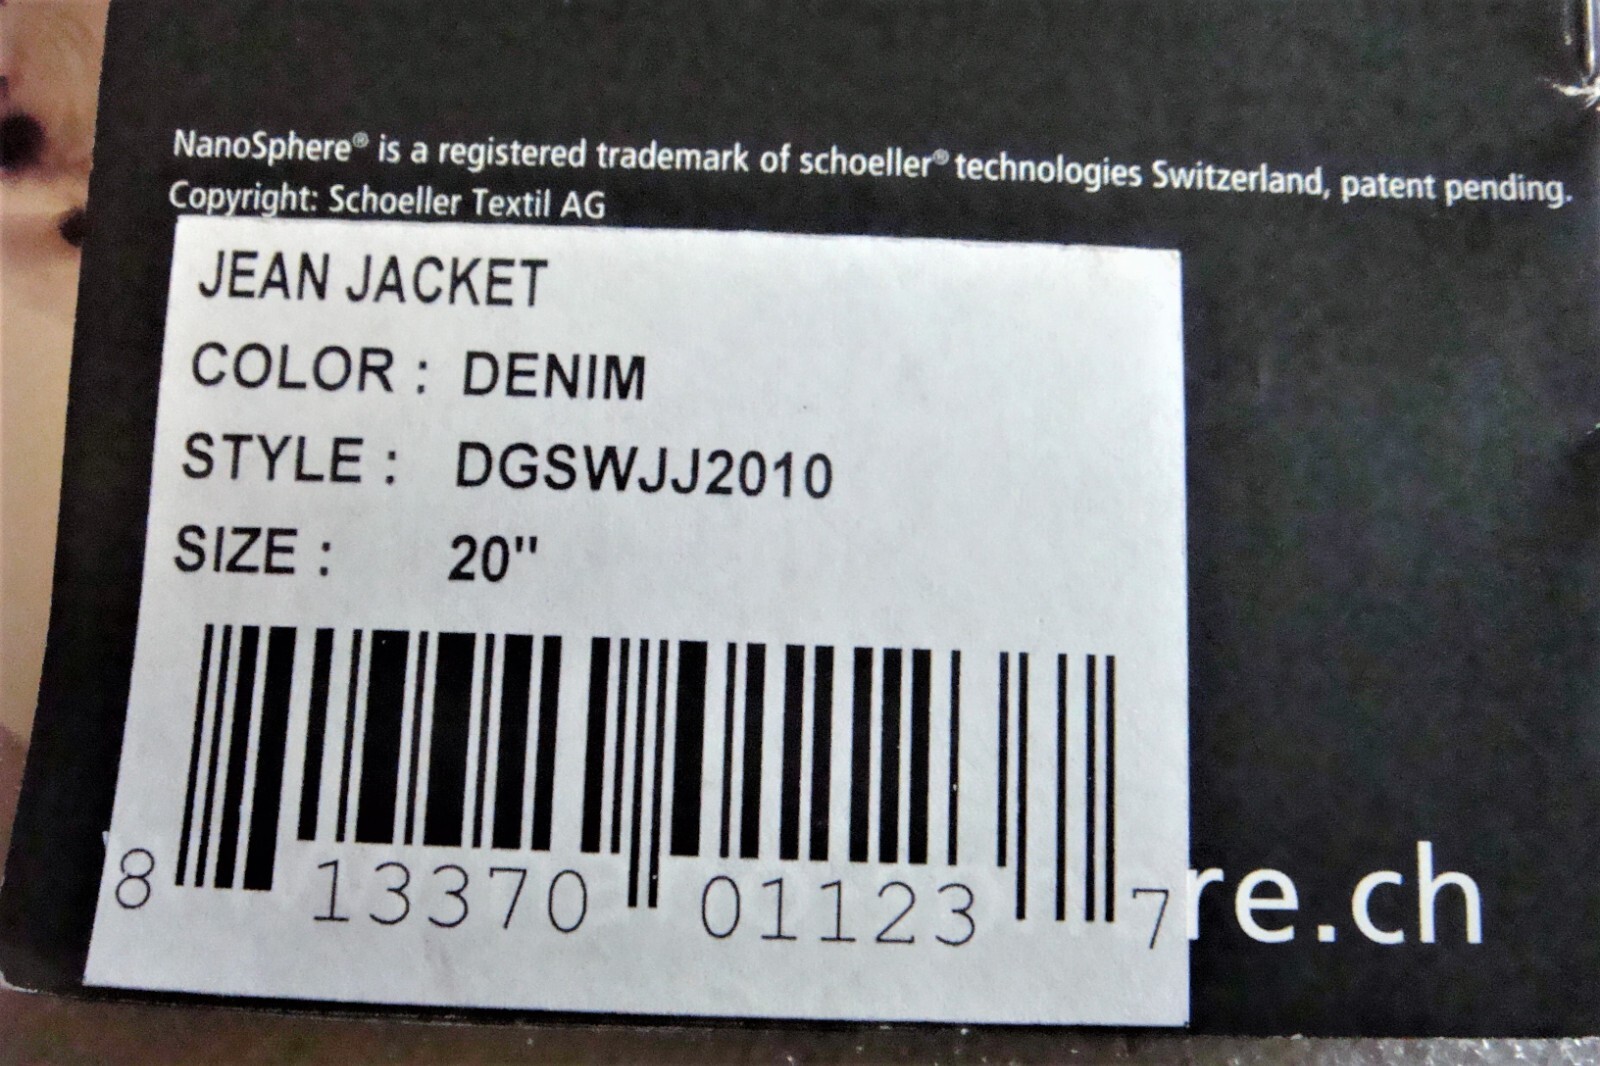 NanoSphere® is a registered trademark of schoeller® technologies Switzerland, patent pending.
Copyright: Schoeller Textil AG
JEAN JACKET
COLOR : DENIM
STYLE : DGSWJJ2010
SIZE : 20"
8 13370 01123 7
re.ch